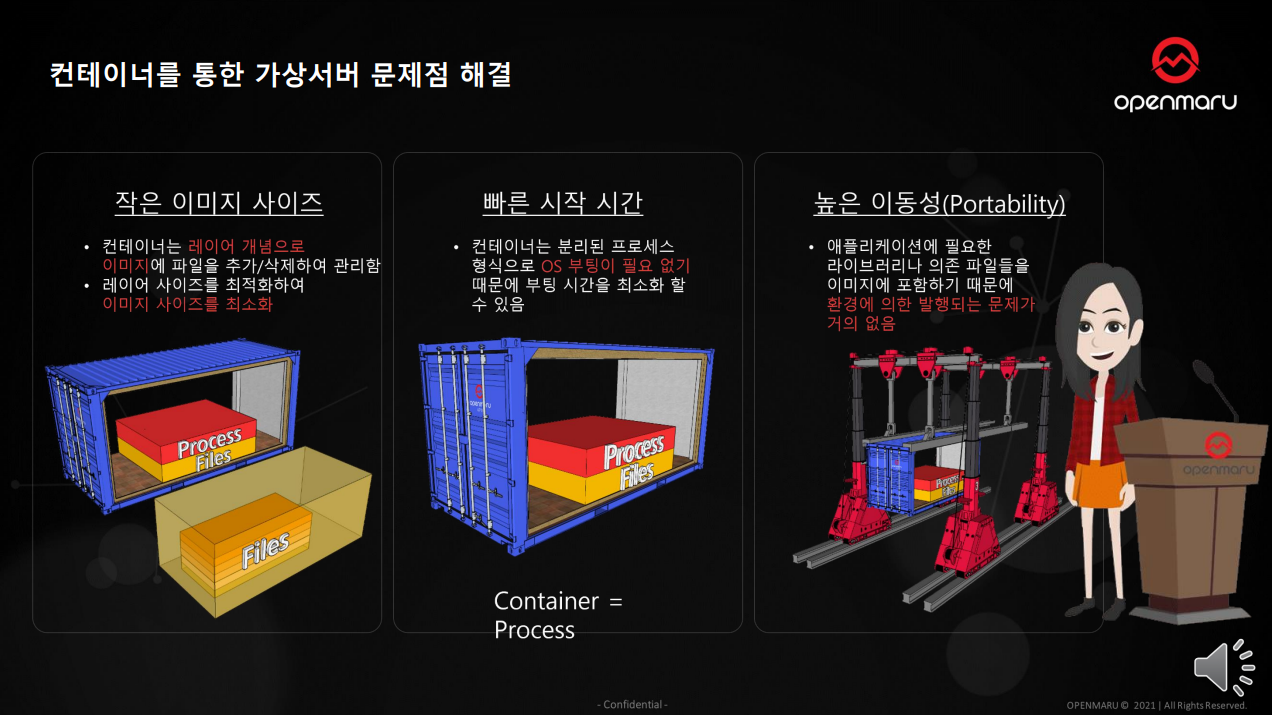 컨테이너를 통한 가상서버 문제점 해결
openmaru
작은 이미지 사이즈
• 컨테이너는 레이어 개념으로
이미지에 파일을 추가/삭제하여 관리함
• 레이어 사이즈를 최적화하여
이미지 사이즈를 최소화
Process
Files
Files
빠른 시작 시간
• 컨테이너는 분리된 프로세스
형식으로 OS 부팅이 필요 없기
때문에 부팅 시간을 최소화 할
수 있음
openmaru
Process
Files
Container =
Process
높은 이동성(Portability)
• 애플리케이션에 필요한
라이브러리나 의존 파일들을
이미지에 포함하기 때문에
환경에 의한 발행되는 문제가
거의 없음
Process
Files
openmaru
- Confidential -
OPENMARU © 2021 | All Rights Reserved.